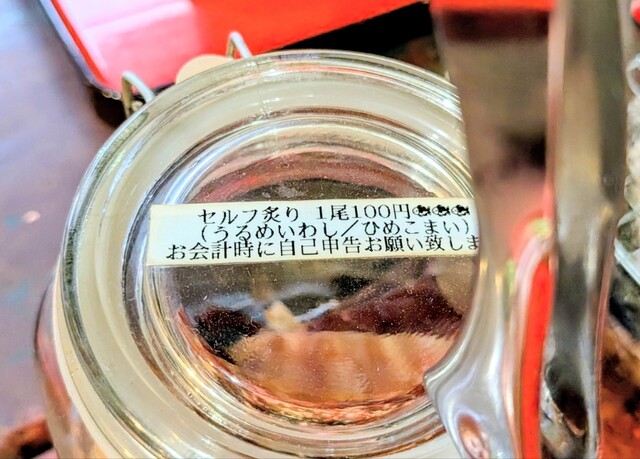 セルフ炙り 1尾100円
(うるめいわし/ひめこまい)
お会計時に自己申告お願い致しま